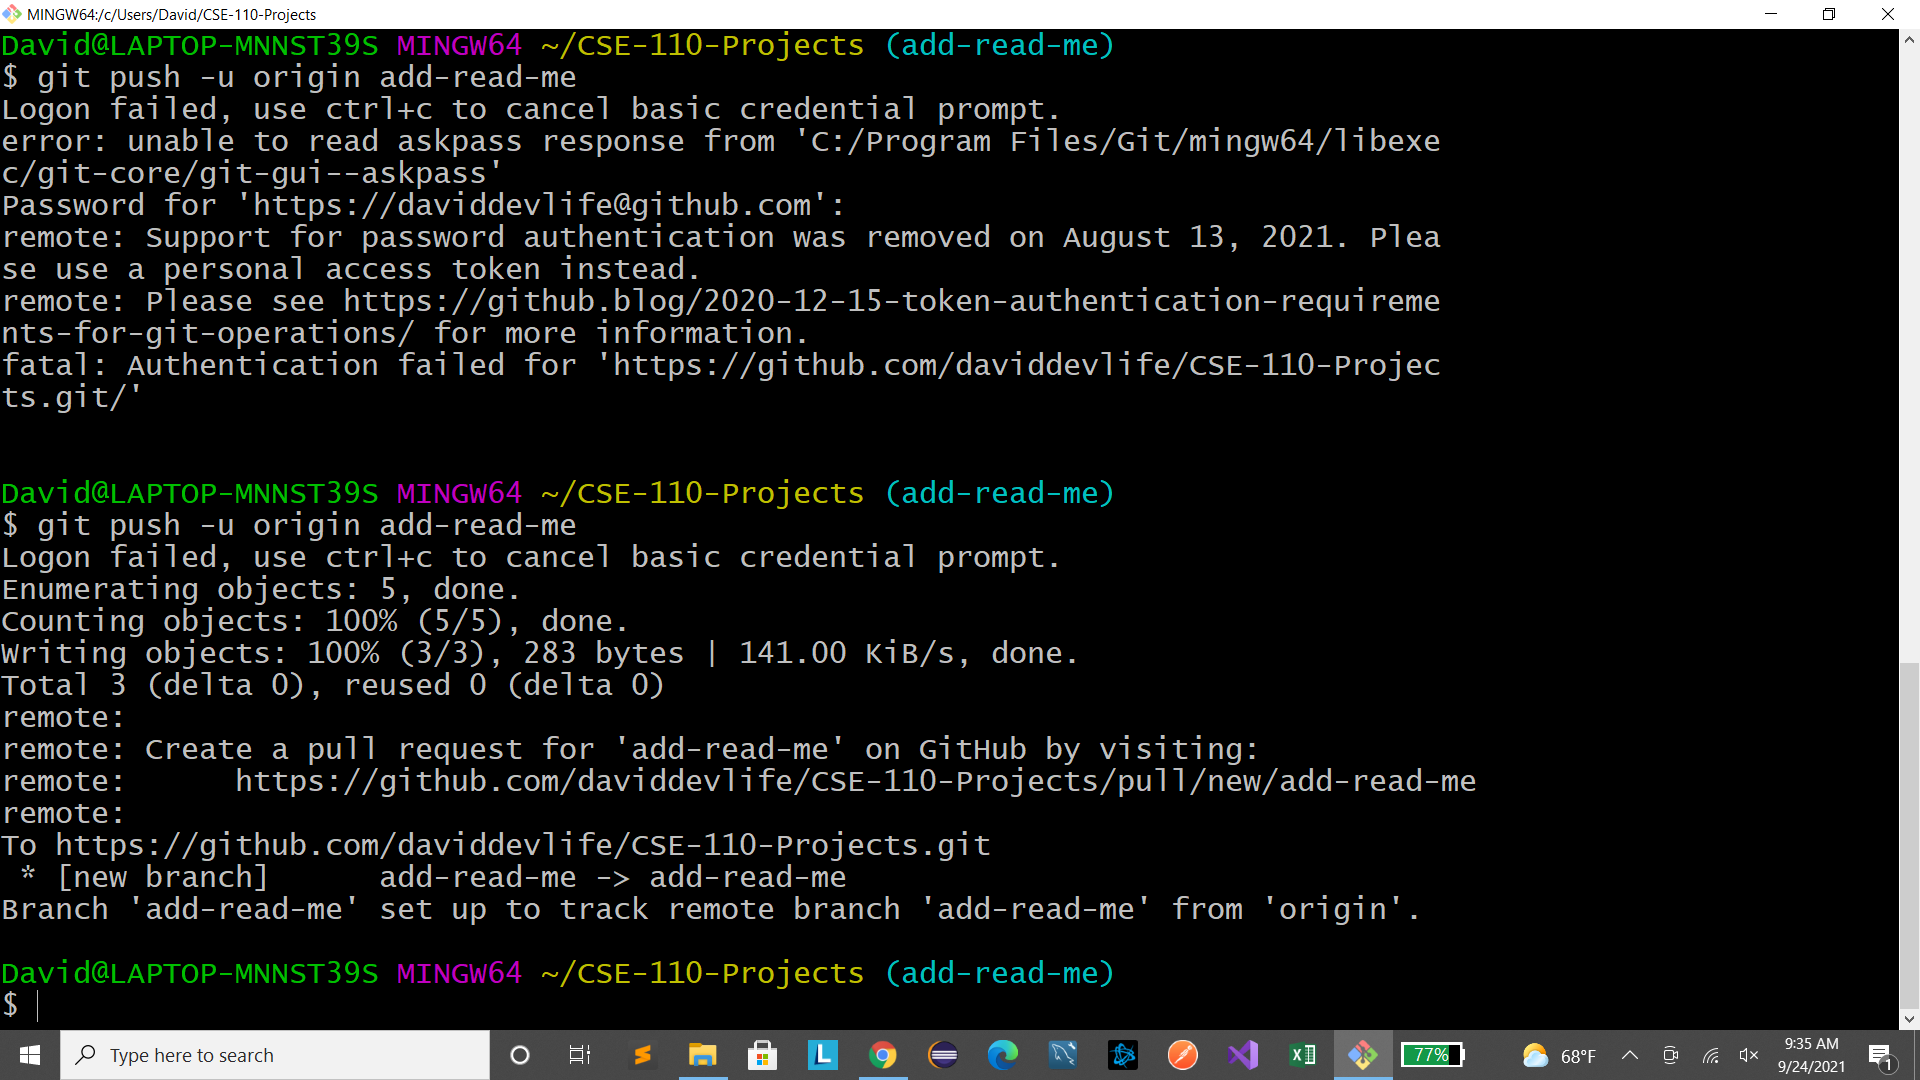 MINGW64:/c/Users/David/CSE-110-Projects
David@LAPTOP-MNNST39S MINGW64 ~/CSE-110-Projects (add-read-me)
$ git push -u origin add-read-me
Logon failed, use ctrl+c to cancel basic credential prompt.
error: unable to read askpass response from 'C:/Program Files/Git/mingw64/libexe
c/git-core/git-gui--askpass'
Password for 'https://daviddevlife@github.com':
remote: Support for password authentication was removed on August 13, 2021. Plea
se use a personal access token instead.
remote: Please see https://github.blog/2020-12-15-token-authentication-requireme
nts-for-git-operations/ for more information.
fatal: Authentication failed for 'https://github.com/daviddevlife/CSE-110-Projec
ts.git/'
David@LAPTOP-MNNST39S MINGW64 ~/CSE-110-Projects (add-read-me)
$ git push -u origin add-read-me
Logon failed, use ctrl+c to cancel basic credential prompt.
Enumerating objects: 5, done.
Counting objects: 100% (5/5), done.
Writing objects: 100% (3/3), 283 bytes | 141.00 KiB/s, done.
Total 3 (delta 0), reused 0 (delta 0)
remote:
remote: Create a pull request for 'add-read-me' on GitHub by visiting:
remote:      https://github.com/daviddevlife/CSE-110-Projects/pull/new/add-read-me
remote:
To https://github.com/daviddevlife/CSE-110-Projects.git
 * [new branch]      add-read-me -> add-read-me
Branch 'add-read-me' set up to track remote branch 'add-read-me' from 'origin'.
David@LAPTOP-MNNST39S MINGW64 ~/CSE-110-Projects (add-read-me)
$
Type here to search
L
77%
68°F
9:35 AM
9/24/2021
1